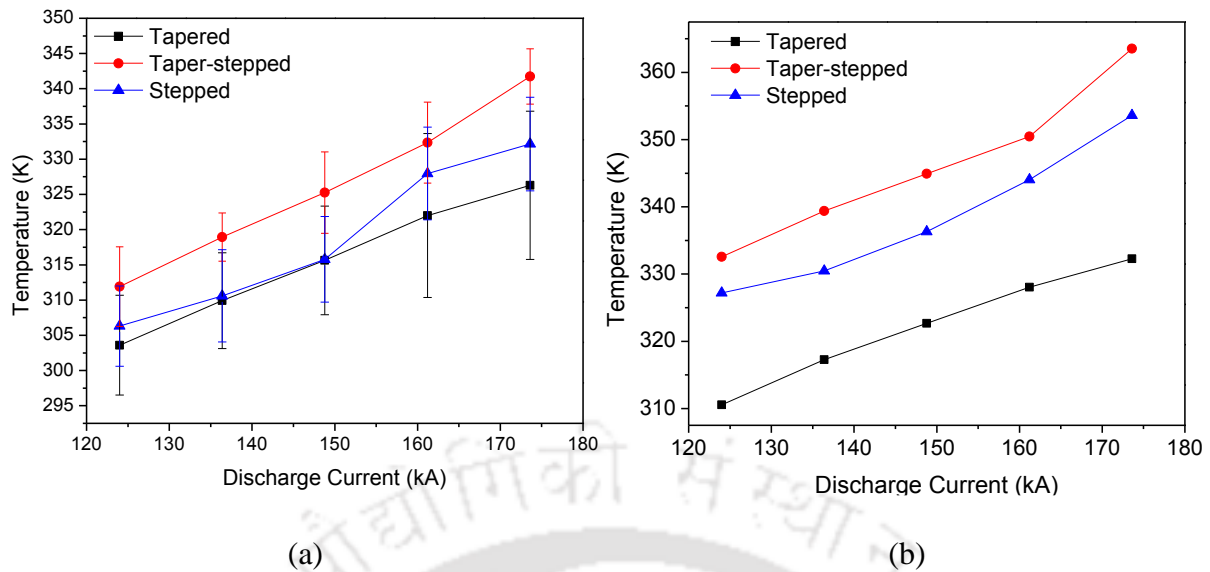 350
345
340
335
330
325
320
315
310
305
300
295
Temperature (K)
Tapered
Taper-stepped
Stepped
120 130 140 150 160 170 180
Discharge Current (kA)
(a)
360
350
340
330
320
310
Temperature (K)
Tapered
Taper-stepped
Stepped
120 130 140 150 160 170 180
Discharge Current (kA)
(b)